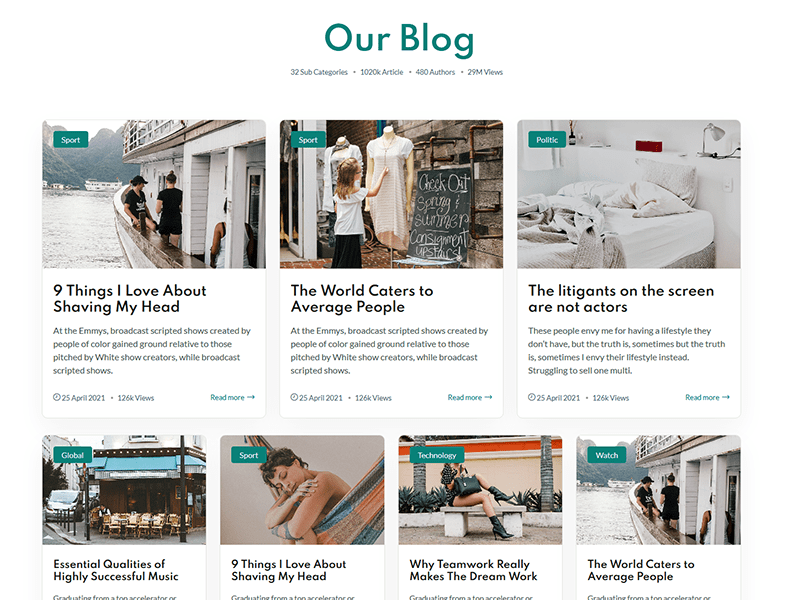 Our Blog
32 Sub Categories • 1020k Article • 480 Authors • 29M Views
Sport
Sport
Check Out
Spring &
Summer
Consignment
upstairs!
Politic
9 Things I Love About
Shaving My Head
At the Emmys, broadcast scripted shows created by
people of color gained ground relative to those
pitched by White show creators, while broadcast
scripted shows.
25 April 2021 • 126k Views Read more →
The World Caters to
Average People
At the Emmys, broadcast scripted shows created by
people of color gained ground relative to those
pitched by White show creators, while broadcast
scripted shows.
25 April 2021 • 126k Views Read more →
The litigants on the screen
are not actors
These people envy me for having a lifestyle they
don't have, but the truth is, sometimes but the truth
is, sometimes I envy their lifestyle instead.
Struggling to sell one multi.
25 April 2021 • 126k Views Read more →
Global
Sport
Technology
Watch
Essential Qualities of
Highly Successful Music
Graduating from a top accelerator or
9 Things I Love About
Shaving My Head
Graduating from a top accelerator or
Why Teamwork Really
Makes The Dream Work
Graduating from a top accelerator or
The World Caters to
Average People
Graduating from a top accelerator or